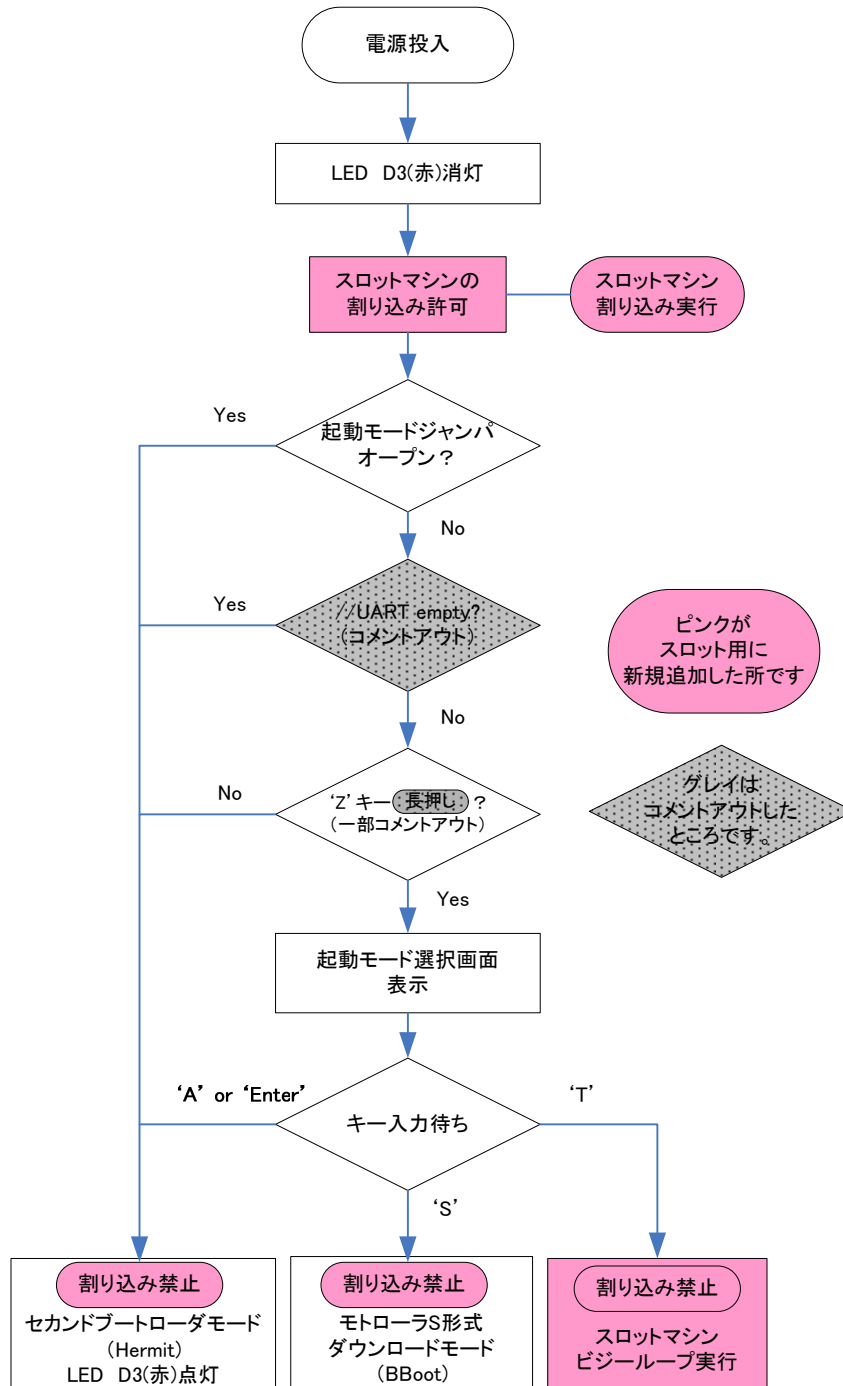 電源投入
LED D3(赤)消灯
スロットマシンの
割り込み許可
スロットマシン
割り込み実行
Yes
起動モードジャンパ
オープン？
No
Yes
//UART empty?
(コメントアウト)
ピンクが
スロット用に
新規追加した所です
No
No
‘Z’キー 長押し ？
(一部コメントアウト)
グレイは
コメントアウトした
ところです。
Yes
起動モード選択画面
表示
‘A’ or ‘Enter’
キー入力待ち
‘T’
‘S’
割り込み禁止
セカンドブートローダモード
(Hermit)
LED D3(赤)点灯
割り込み禁止
モトローラS形式
ダウンロードモード
(BBoot)
割り込み禁止
スロットマシン
ビジーループ実行